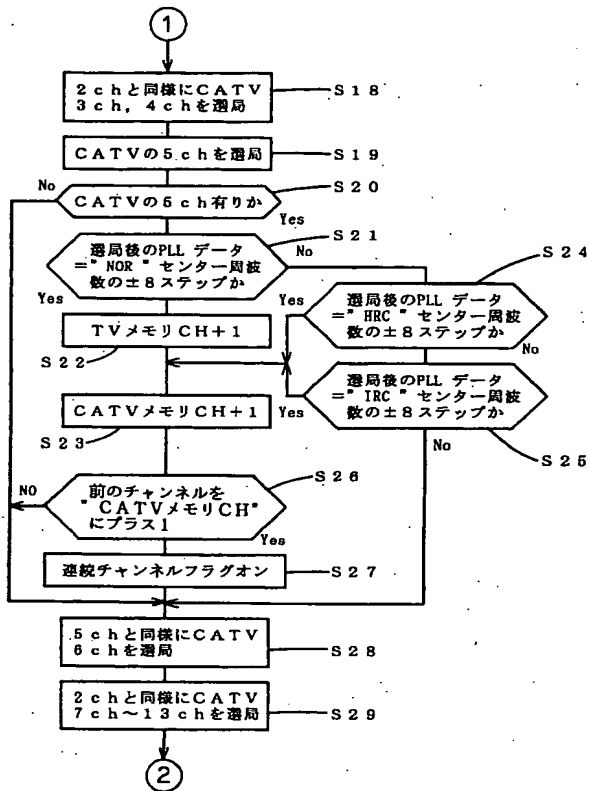 1
2chと同様にCATV
3ch, 4chを選局
S18
CATVの5chを選局
S19
CATVの5ch有りか
S20
No
Yes
選局後のPLL データ
=" NOR " センター周波
数の±8ステップか
S21
No
Yes
選局後のPLL データ
=" HRC " センター周波
数の±8ステップか
S24
Yes
No
TVメモリCH+1
S22
選局後のPLL データ
=" IRC " センター周波
数の±8ステップか
S25
Yes
No
CATVメモリCH+1
S23
前のチャンネルを
" CATVメモリCH"
にプラス1
S26
NO
Yes
連続チャンネルフラグオン
S27
5chと同様にCATV
6chを選局
S28
2chと同様にCATV
7ch~13chを選局
S29
2